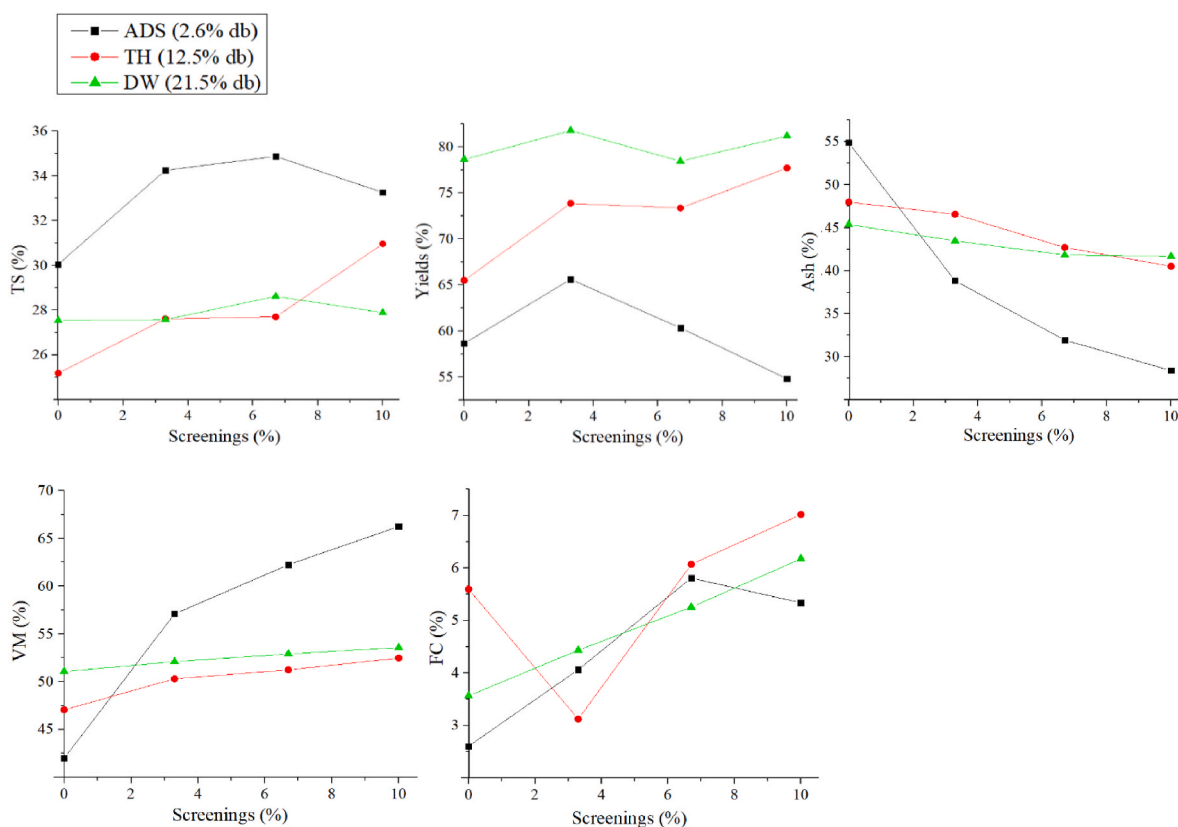 ADS (2.6% db)
TH (12.5% db)
DW (21.5% db)
36
34
32
30
28
26
TS (%)
0 2 4 6 8 10
Screenings (%)
80
75
70
65
60
55
Yields (%)
0 2 4 6 8 10
Screenings (%)
55
50
45
40
35
30
Ash (%)
0 2 4 6 8 10
Screenings (%)
70
65
60
55
50
45
VM (%)
0 2 4 6 8 10
Screenings (%)
7
6
5
4
3
FC (%)
0 2 4 6 8 10
Screenings (%)